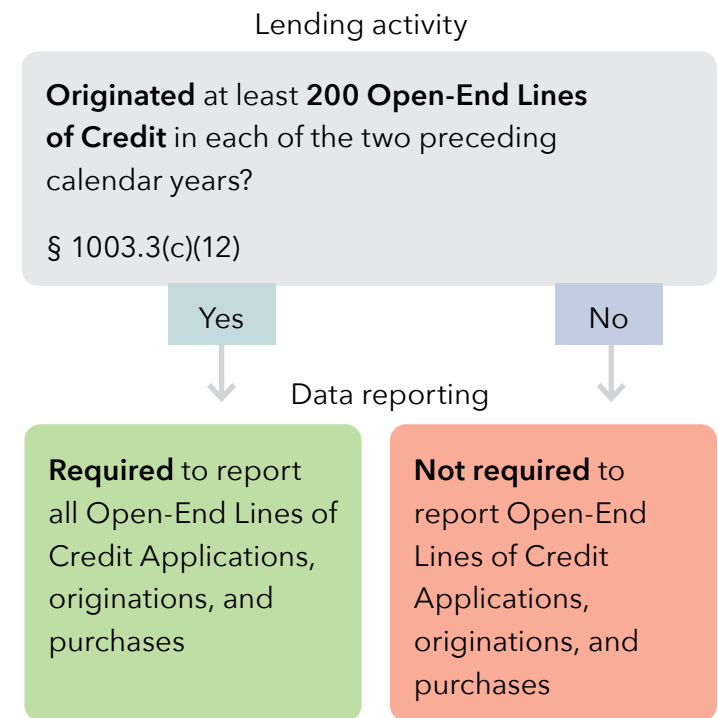 Lending activity
Originated at least 200 Open-End Lines
of Credit in each of the two preceding
calendar years?
§ 1003.3(c)(12)
Yes
No
Data reporting
Required to report
all Open-End Lines of
Credit Applications,
originations, and
purchases
Not required to
report Open-End
Lines of Credit
Applications,
originations, and
purchases